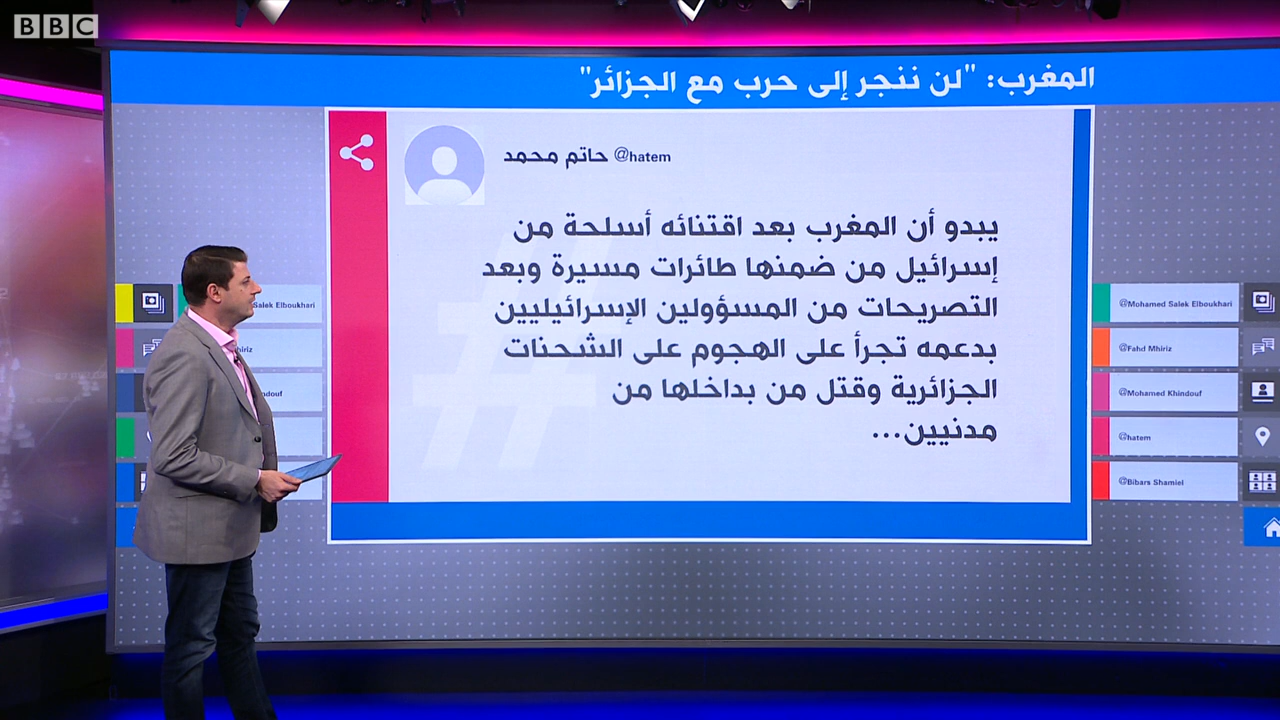 BBC
المغرب: "لن ننجر إلى حرب مع الجزائر"
حاتم محمد @hatem
يبدو أن المغرب بعد اقتنائه أسلحة من
إسرائيل من ضمنها طائرات مسيرة وبعد
التصريحات من المسؤولين الإسرائيليين
بدعمه تجرأ على الهجوم على الشحنات
الجزائرية وقتل من بداخلها من
مدنيين...
Salek Elboukhari
@Mohamed Salek Elboukhari
@Fahd Mhiriz
@Mohamed Khindouf
@hatem
@Bibars Shamiel